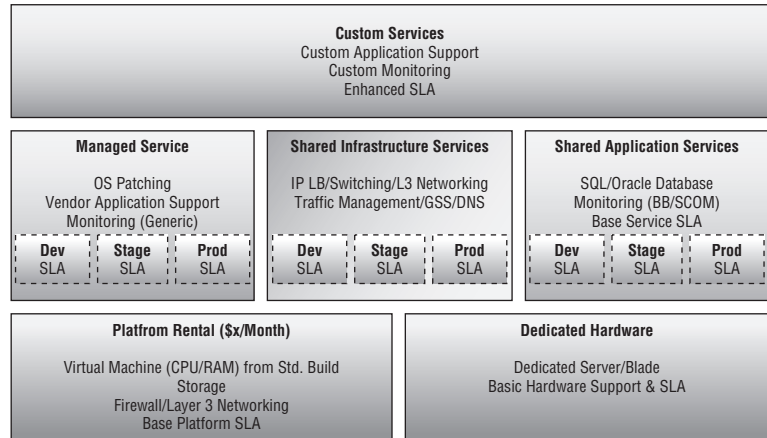 Custom Services
Custom Application Support
Custom Monitoring
Enhanced SLA
Managed Service
OS Patching
Vendor Application Support
Monitoring (Generic)
Dev
SLA
Stage
SLA
Prod
SLA
Shared Infrastructure Services
IP LB/Switching/L3 Networking
Traffic Management/GSS/DNS
Dev
SLA
Stage
SLA
Prod
SLA
Shared Application Services
SQL/Oracle Database
Monitoring (BB/SCOM)
Base Service SLA
Dev
SLA
Stage
SLA
Prod
SLA
Platfrom Rental ($x/Month)
Virtual Machine (CPU/RAM) from Std. Build
Storage
Firewall/Layer 3 Networking
Base Platform SLA
Dedicated Hardware
Dedicated Server/Blade
Basic Hardware Support & SLA